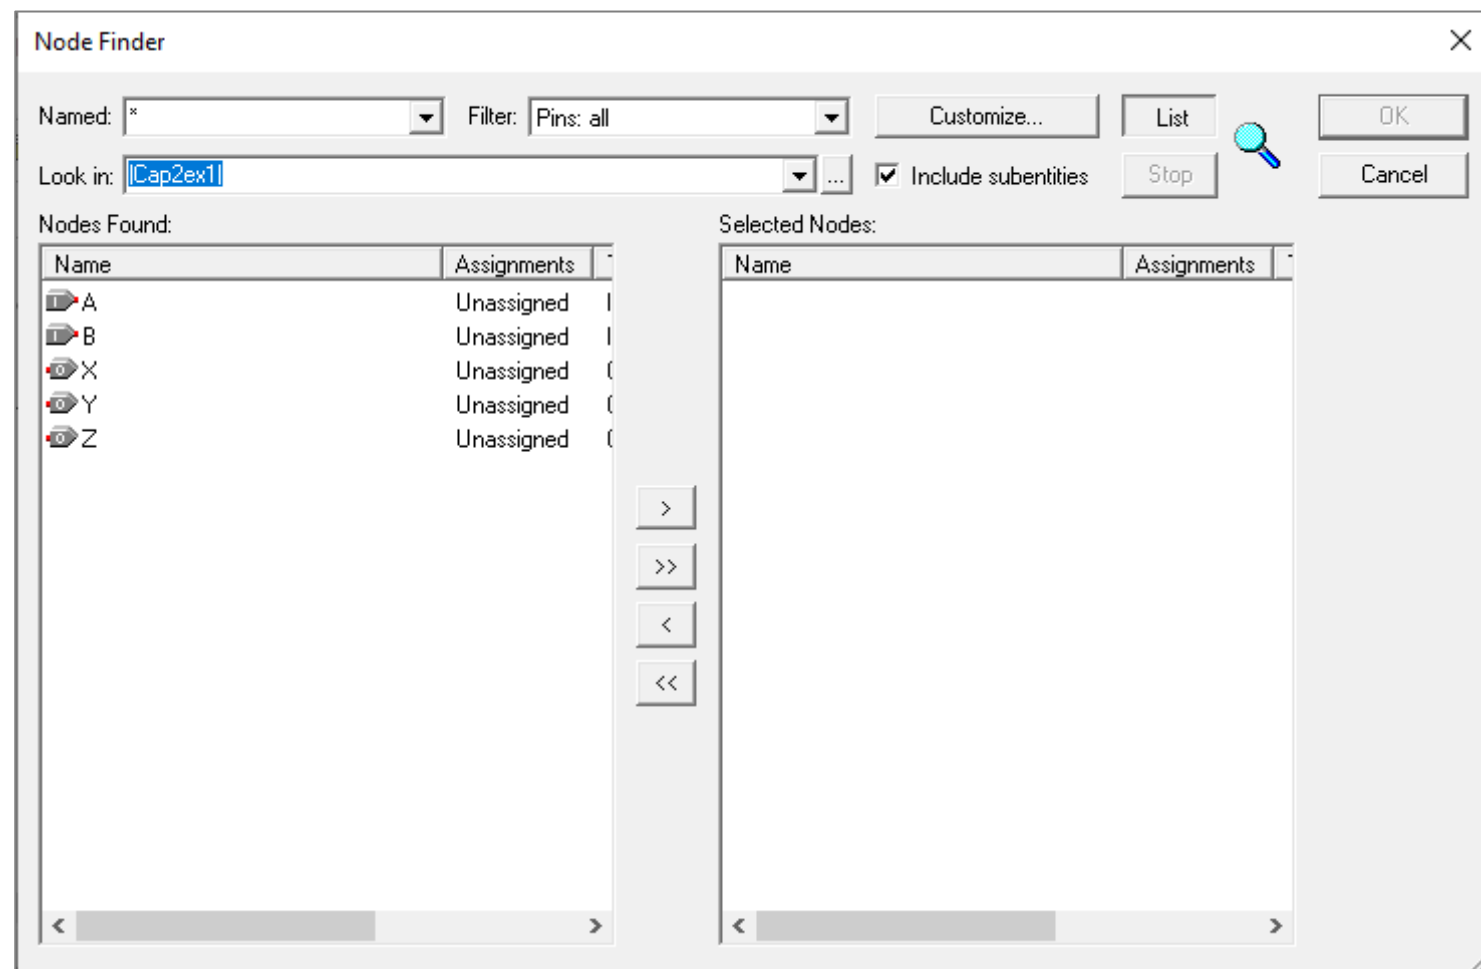 Node Finder
Named: * Filter: Pins: all Customize... List OK
Look in: |Cap2ex1| ... Include subentities Stop Cancel
Nodes Found: Selected Nodes:
Name Assignments Name Assignments
A Unassigned
B Unassigned
X Unassigned
Y Unassigned
Z Unassigned
>
>>
<
<<